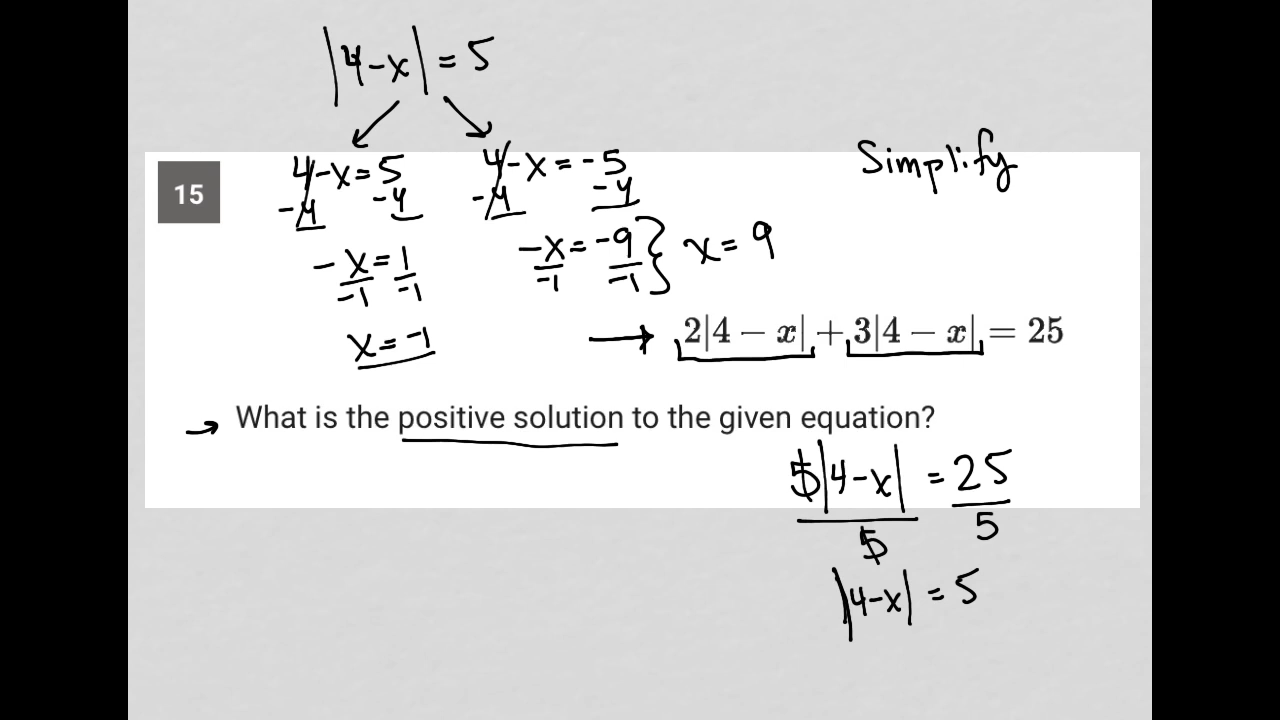 |4-x| = 5
4-x=5
-4 -4
-x=1
-1 -1
x=-1
4-x=-5
-4 -4
-x=-9 } x=9
-1 -1
Simplify
15
2|4 − x| + 3|4 − x| = 25
What is the positive solution to the given equation?
5|4-x| = 25
5 5
|4-x| = 5